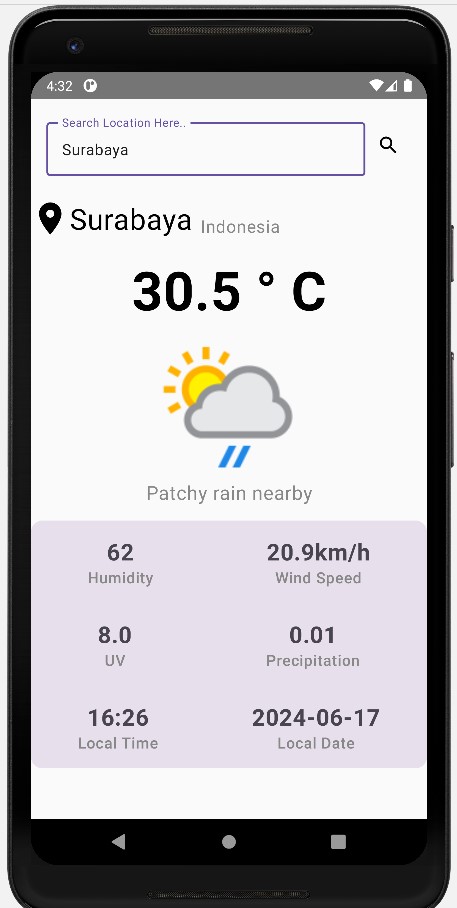 4:32
Search Location Here..
Surabaya
Surabaya Indonesia
30.5 ° C
Patchy rain nearby
62 20.9km/h
Humidity Wind Speed
8.0 0.01
UV Precipitation
16:26 2024-06-17
Local Time Local Date